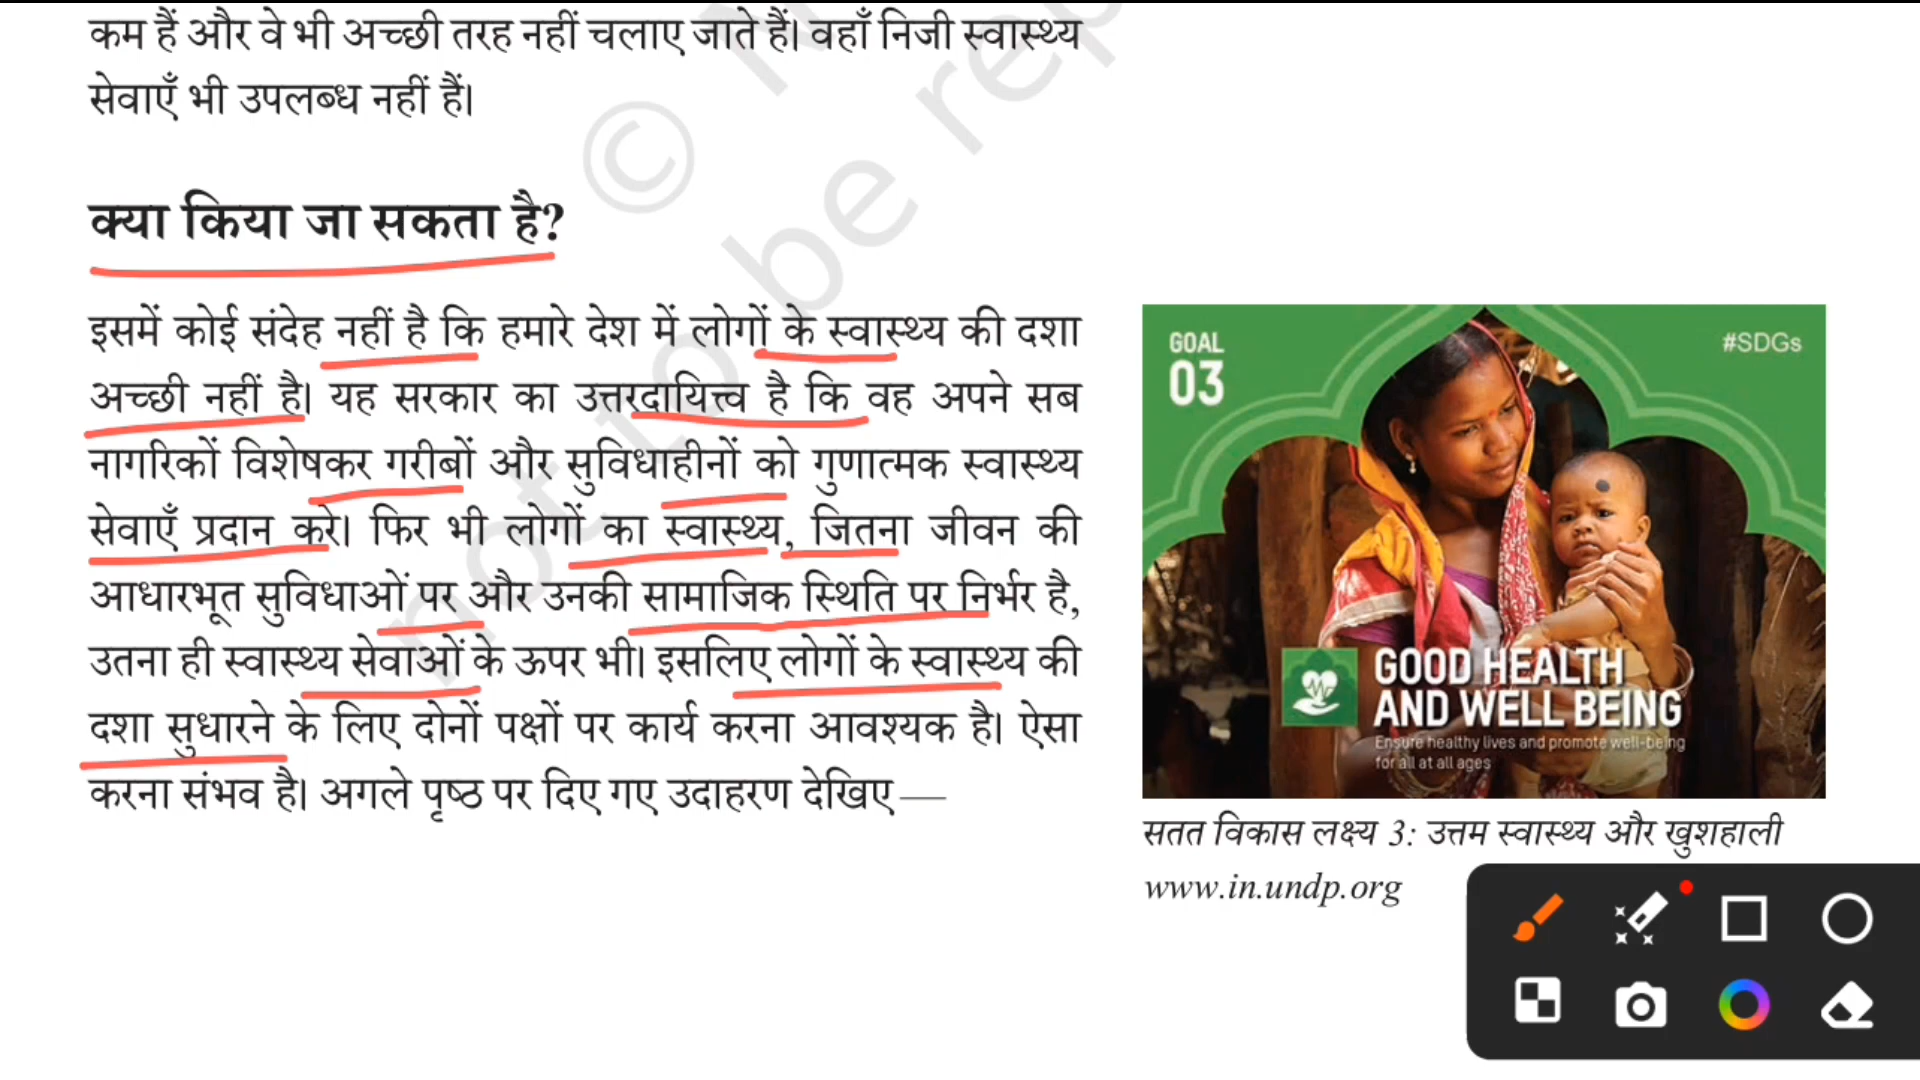 कम हैं और वे भी अच्छी तरह नहीं चलाए जाते हैं। वहाँ निजी स्वास्थ्य
सेवाएँ भी उपलब्ध नहीं हैं।
क्या किया जा सकता है?
इसमें कोई संदेह नहीं है कि हमारे देश में लोगों के स्वास्थ्य की दशा
अच्छी नहीं है। यह सरकार का उत्तरदायित्त्व है कि वह अपने सब
नागरिकों विशेषकर गरीबों और सुविधाहीनों को गुणात्मक स्वास्थ्य
सेवाएँ प्रदान करे। फिर भी लोगों का स्वास्थ्य, जितना जीवन की
आधारभूत सुविधाओं पर और उनकी सामाजिक स्थिति पर निर्भर है,
उतना ही स्वास्थ्य सेवाओं के ऊपर भी। इसलिए लोगों के स्वास्थ्य की
दशा सुधारने के लिए दोनों पक्षों पर कार्य करना आवश्यक है। ऐसा
करना संभव है। अगले पृष्ठ पर दिए गए उदाहरण देखिए —
GOAL
03
#SDGs
GOOD HEALTH
AND WELL BEING
Ensure healthy lives and promote well-being
for all at all ages
सतत विकास लक्ष्य 3: उत्तम स्वास्थ्य और खुशहाली
www.in.undp.org
© N
not to be rep